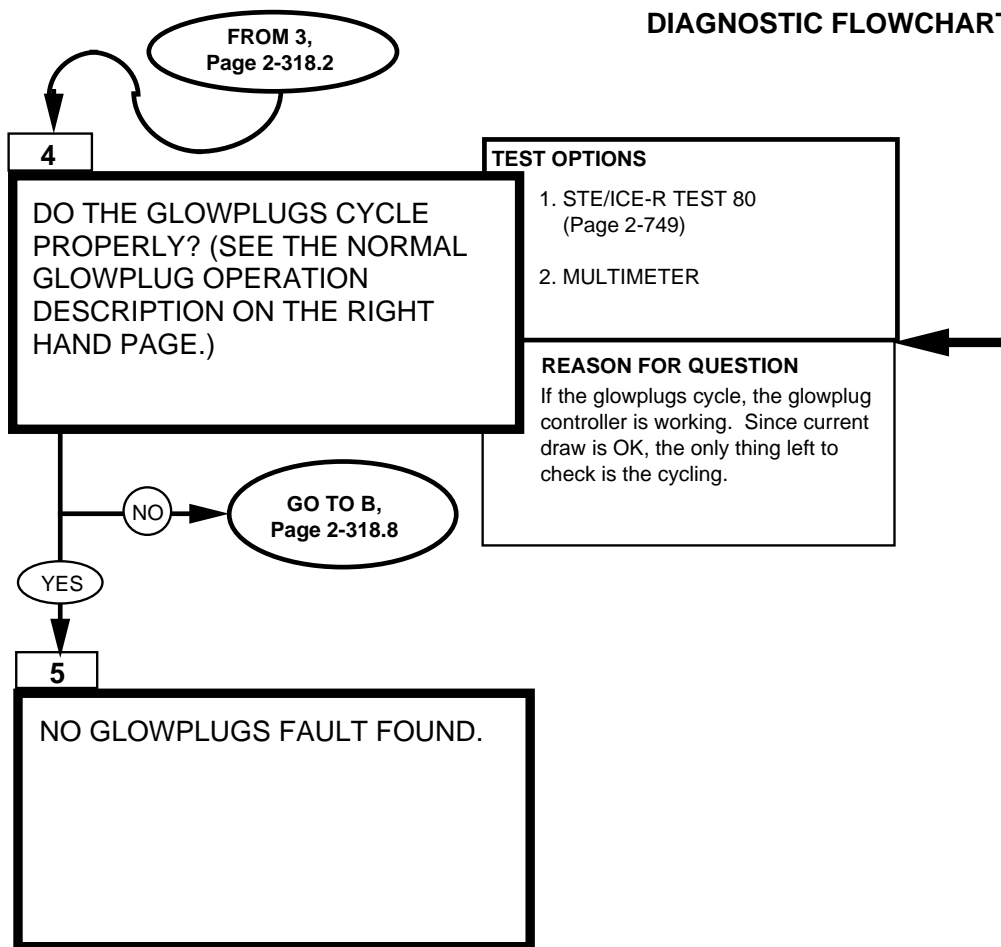 DIAGNOSTIC FLOWCHART
FROM 3,
Page 2-318.2
4
DO THE GLOWPLUGS CYCLE
PROPERLY? (SEE THE NORMAL
GLOWPLUG OPERATION
DESCRIPTION ON THE RIGHT
HAND PAGE.)
TEST OPTIONS
1. STE/ICE-R TEST 80
(Page 2-749)
2. MULTIMETER
REASON FOR QUESTION
If the glowplugs cycle, the glowplug
controller is working. Since current
draw is OK, the only thing left to
check is the cycling.
NO
GO TO B,
Page 2-318.8
YES
5
NO GLOWPLUGS FAULT FOUND.